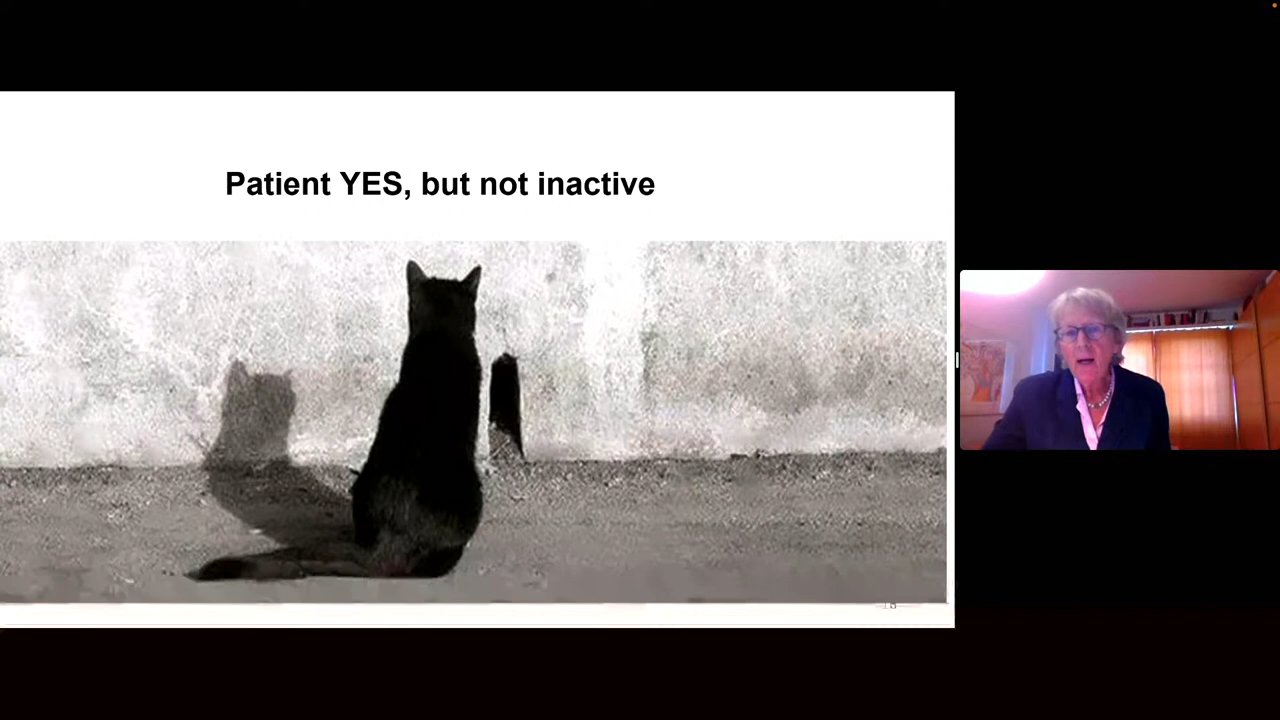 Patient YES, but not inactive